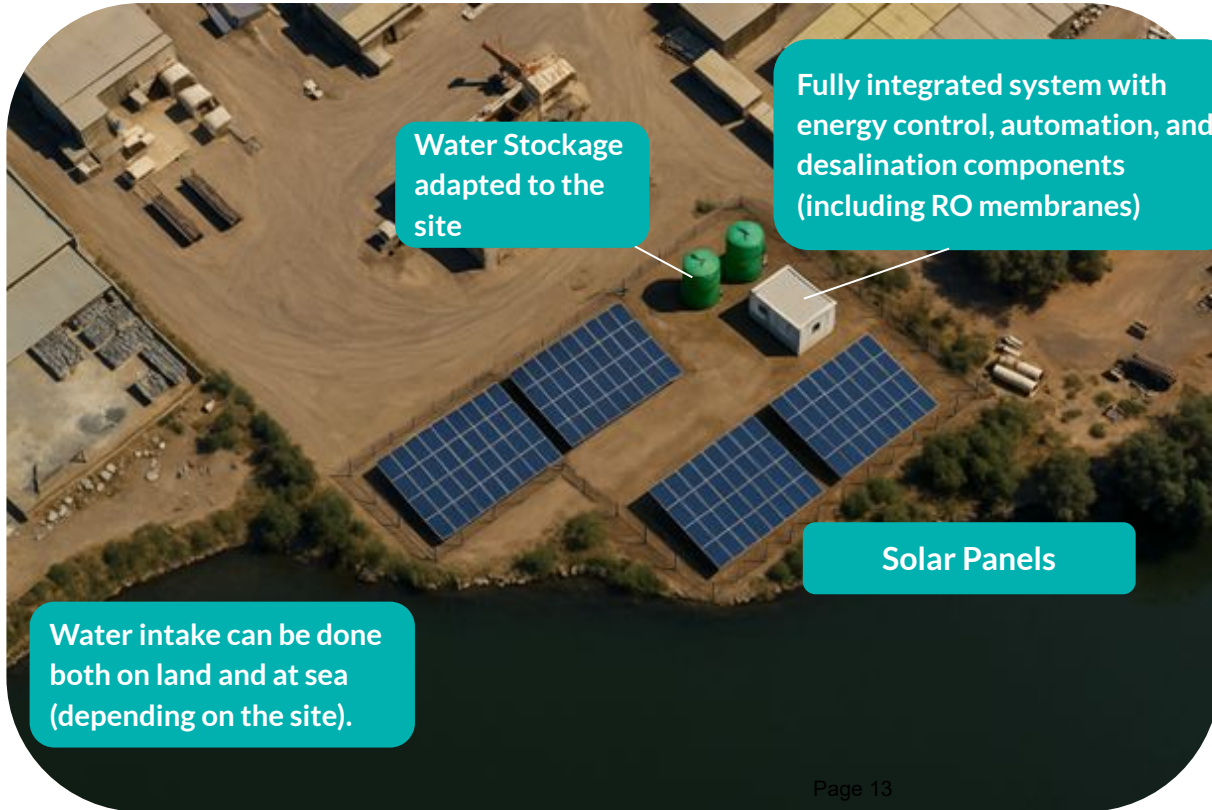 Fully integrated system with
energy control, automation, and
desalination components
(including RO membranes)
Water Stockage
adapted to the
site
Solar Panels
Water intake can be done
both on land and at sea
(depending on the site).
Page 13